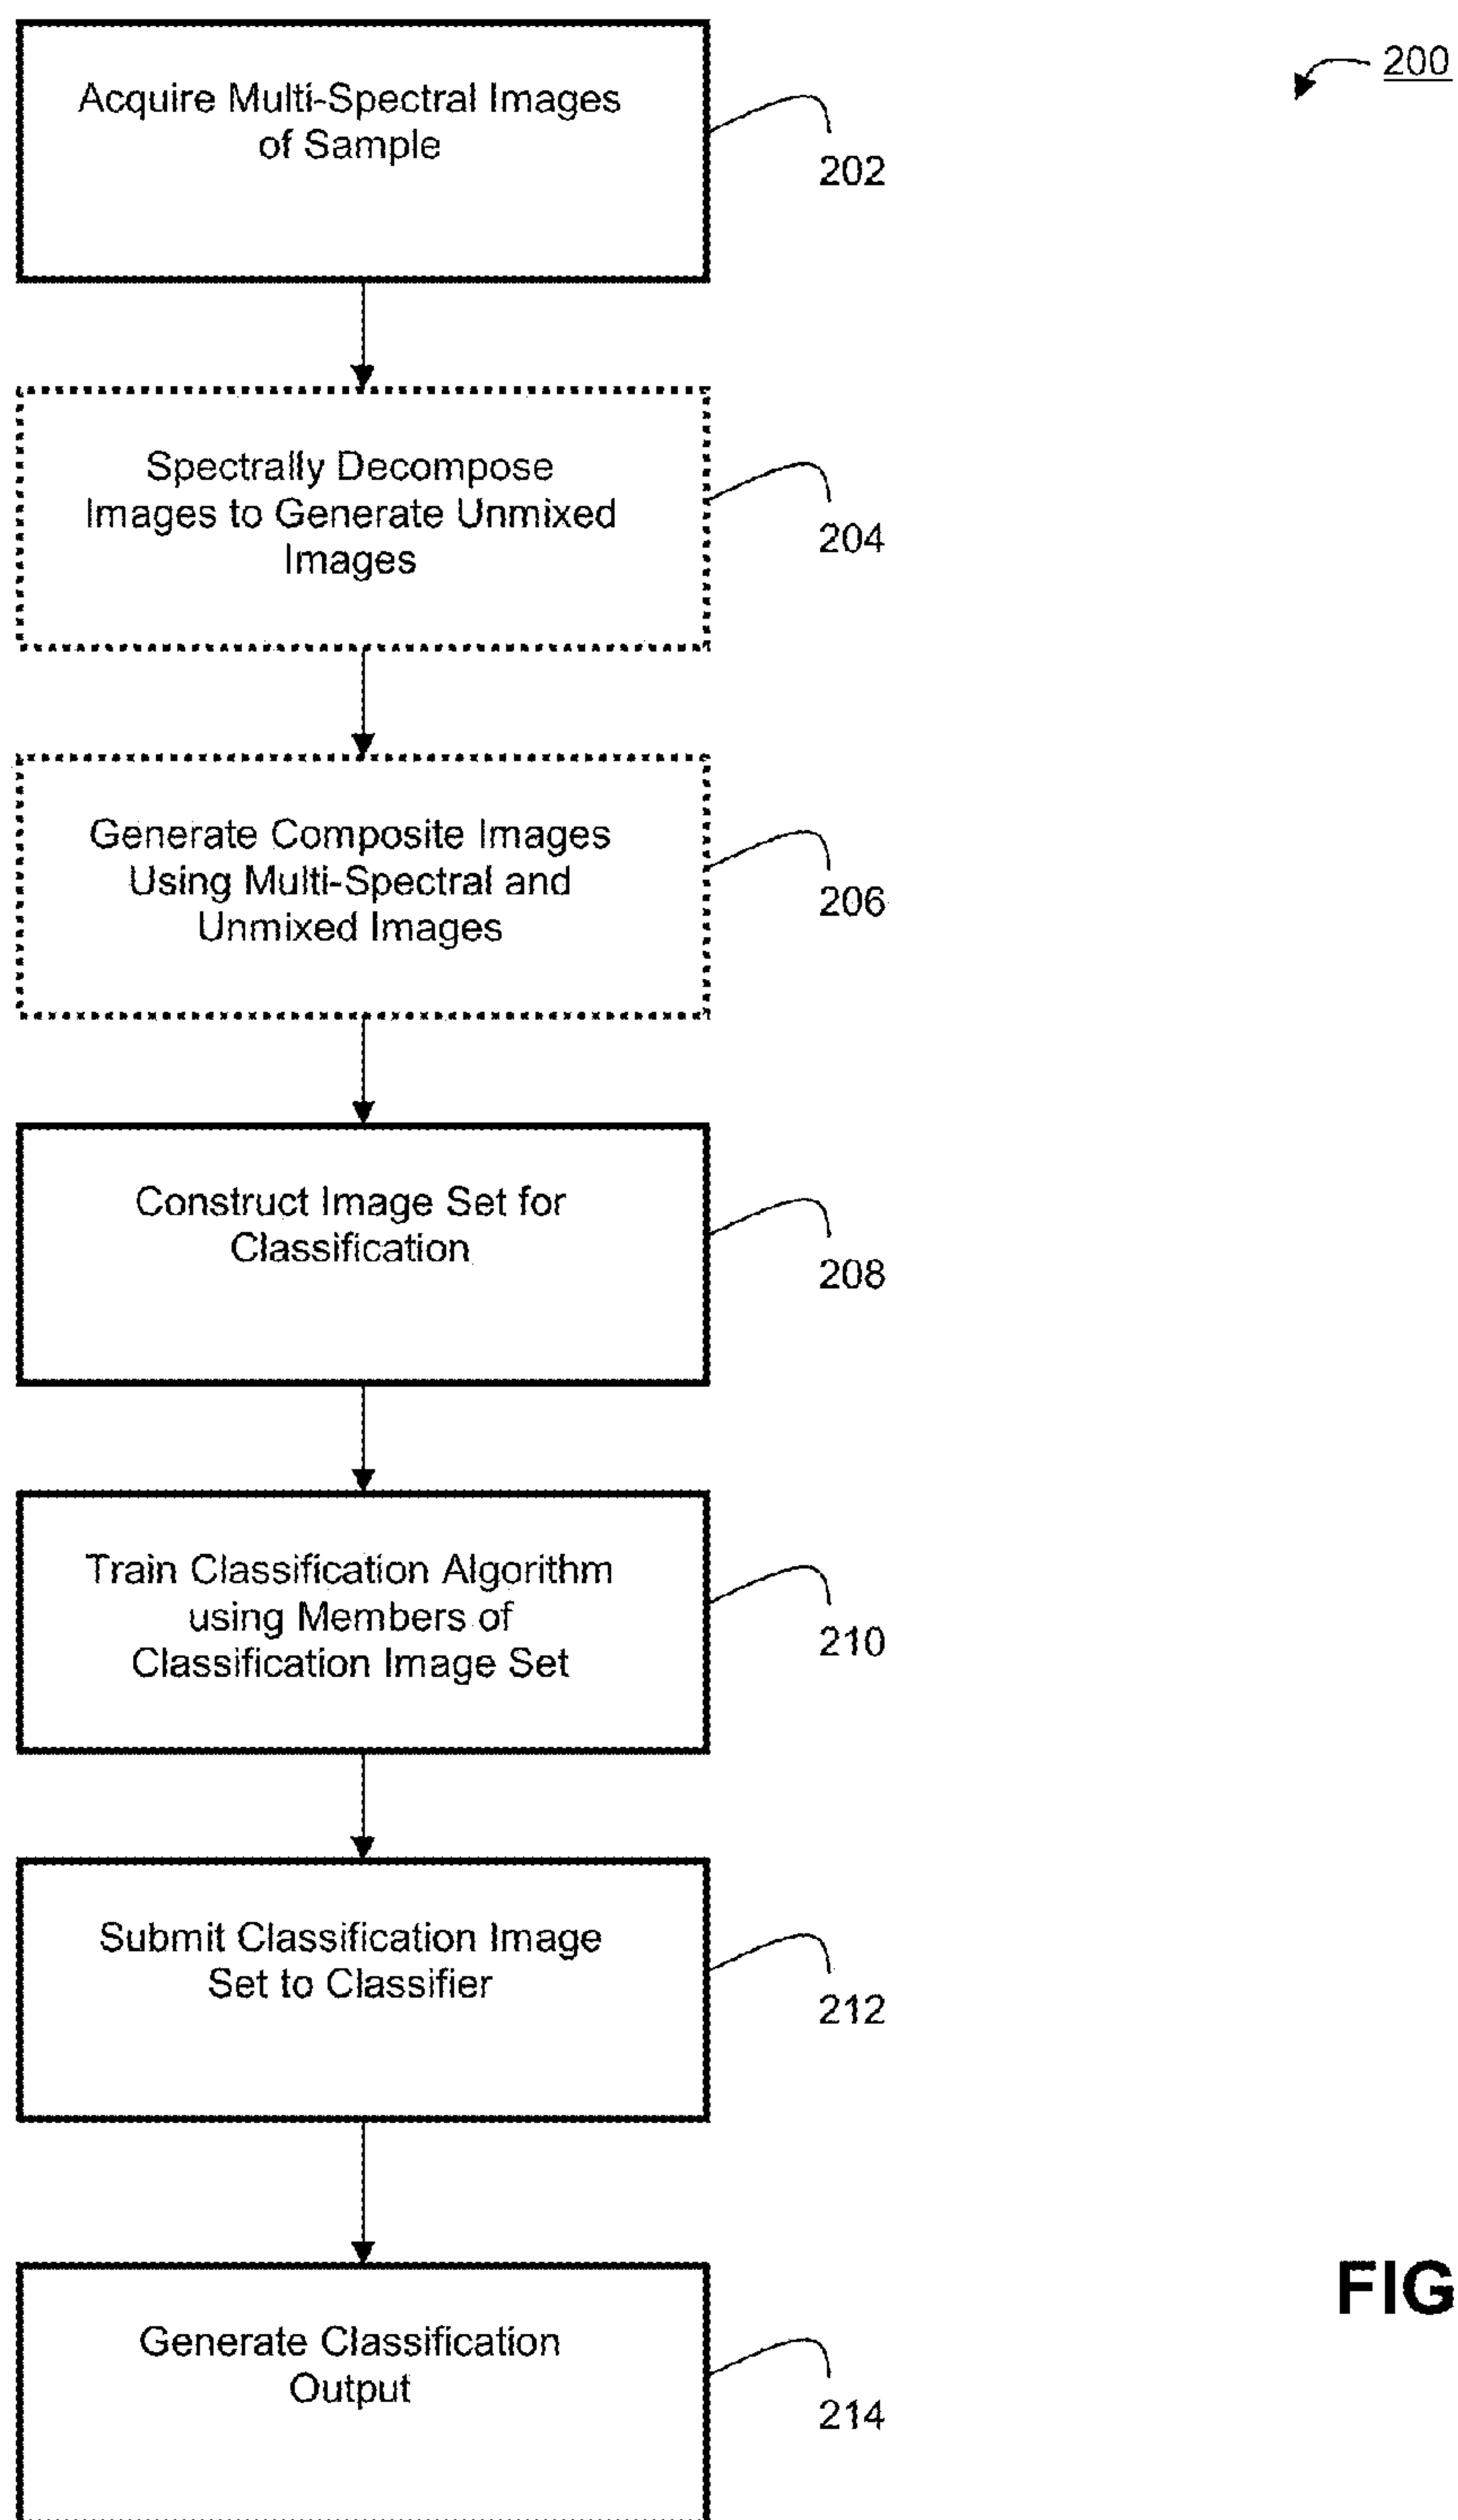 200
Acquire Multi-Spectral Images
of Sample
202
Spectrally Decompose
Images to Generate Unmixed
Images
204
Generate Composite Images
Using Multi-Spectral and
Unmixed Images
206
Construct Image Set for
Classification
208
Train Classification Algorithm
using Members of
Classification Image Set
210
Submit Classification Image
Set to Classifier
212
Generate Classification
Output
214
FIG